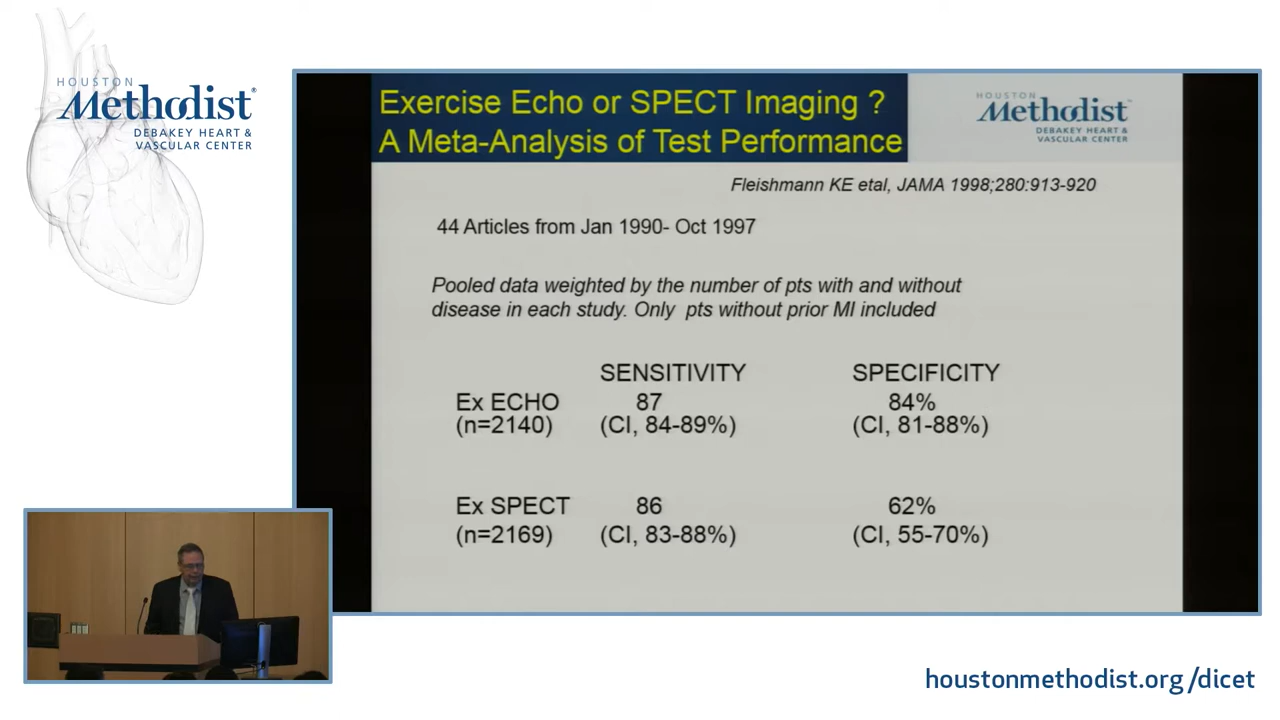 HOUSTON
Methodist®
DEBAKEY HEART &
VASCULAR CENTER
Exercise Echo or SPECT Imaging ?
A Meta-Analysis of Test Performance
HOUSTON
Methodist
DEBAKEY HEART &
VASCULAR CENTER
Fleishmann KE etal, JAMA 1998;280:913-920
44 Articles from Jan 1990- Oct 1997
Pooled data weighted by the number of pts with and without
disease in each study. Only pts without prior MI included
SENSITIVITY SPECIFICITY
Ex ECHO 87 84%
(n=2140) (CI, 84-89%) (CI, 81-88%)
Ex SPECT 86 62%
(n=2169) (CI, 83-88%) (CI, 55-70%)
houstonmethodist.org/dicet